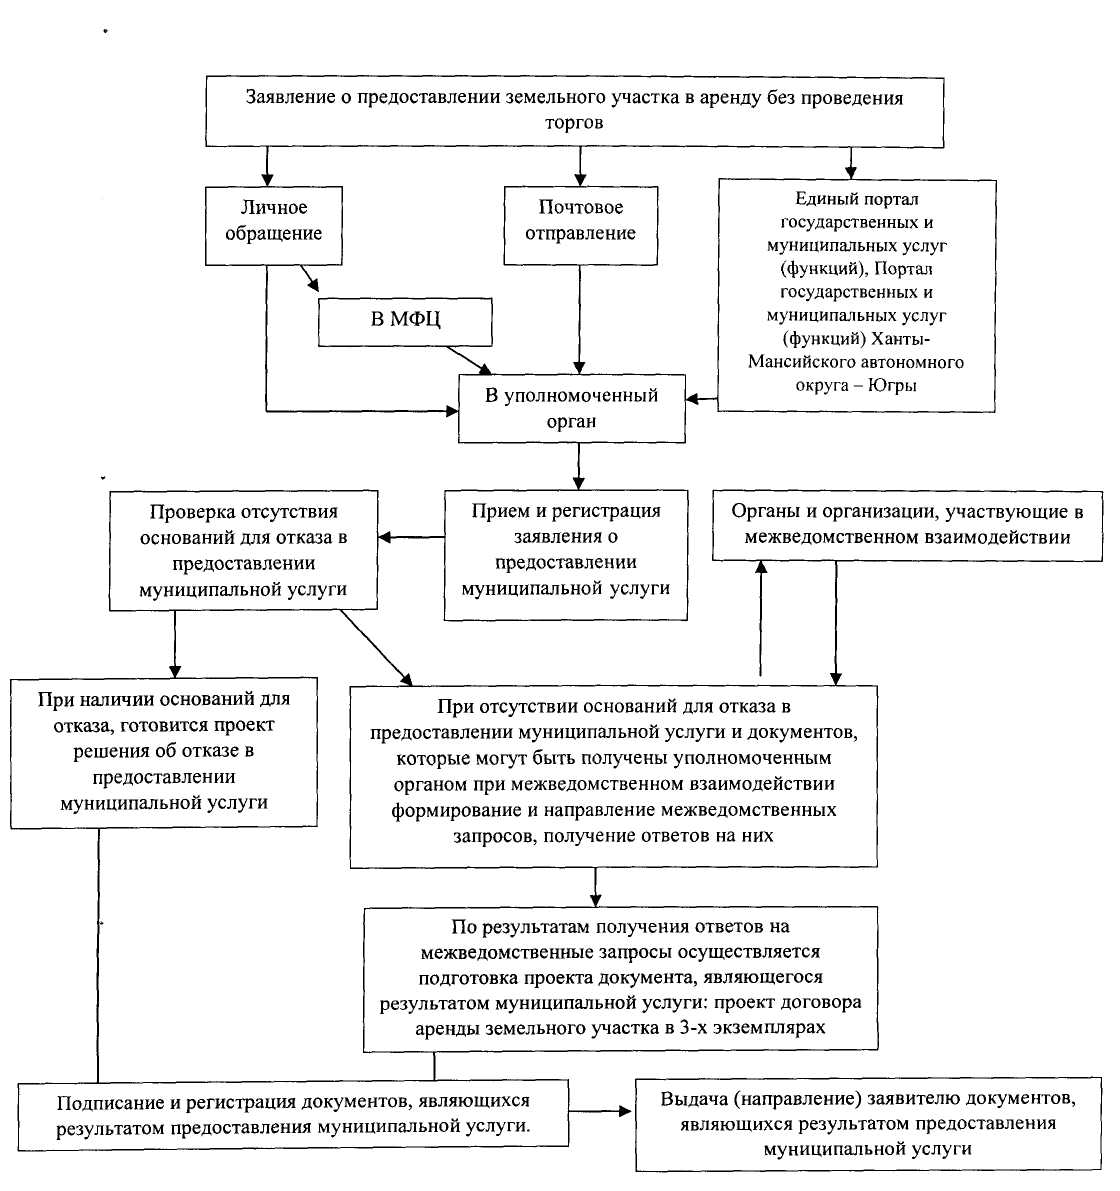 Заявление о предоставлении земельного участка в аренду без проведения
торгов
Личное
обращение
Почтовое
отправление
Единый портал
государственных и
муниципальных услуг
(функций), Портал
государственных и
муниципальных услуг
(функций) Ханты-
Мансийского автономного
округа – Югры
В МФЦ
В уполномоченный
орган
Проверка отсутствия
оснований для отказа в
предоставлении
муниципальной услуги
Прием и регистрация
заявления о
предоставлении
муниципальной услуги
Органы и организации, участвующие в
межведомственном взаимодействии
При наличии оснований для
отказа, готовится проект
решения об отказе в
предоставлении
муниципальной услуги
При отсутствии оснований для отказа в
предоставлении муниципальной услуги и документов,
которые могут быть получены уполномоченным
органом при межведомственном взаимодействии
формирование и направление межведомственных
запросов, получение ответов на них
По результатам получения ответов на
межведомственные запросы осуществляется
подготовка проекта документа, являющегося
результатом муниципальной услуги: проект договора
аренды земельного участка в 3-х экземплярах
Подписание и регистрация документов, являющихся
результатом предоставления муниципальной услуги.
Выдача (направление) заявителю документов,
являющихся результатом предоставления
муниципальной услуги